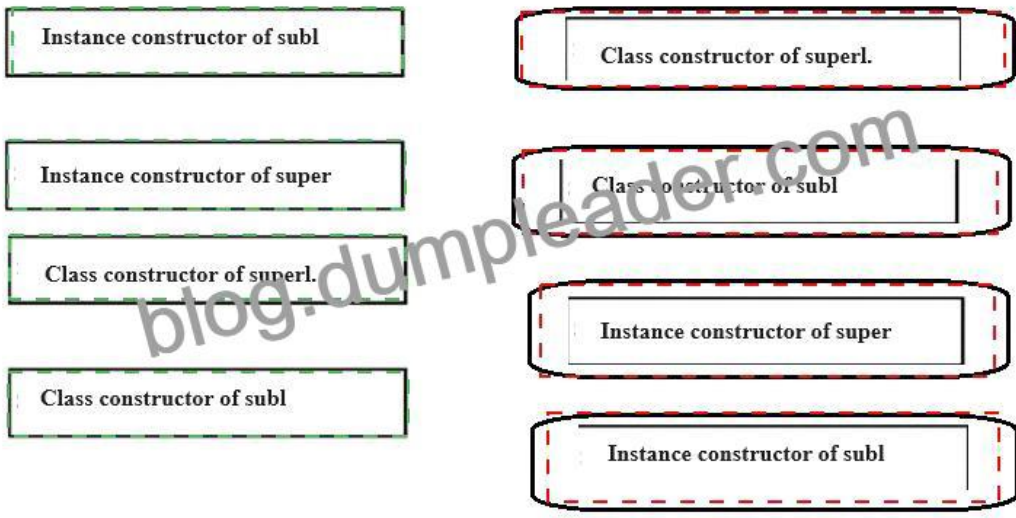 Instance constructor of subl
Instance constructor of super
Class constructor of superl.
Class constructor of subl
Class constructor of superl.
Class constructor of subl
Instance constructor of super
Instance constructor of subl
blog.dumpleader.com